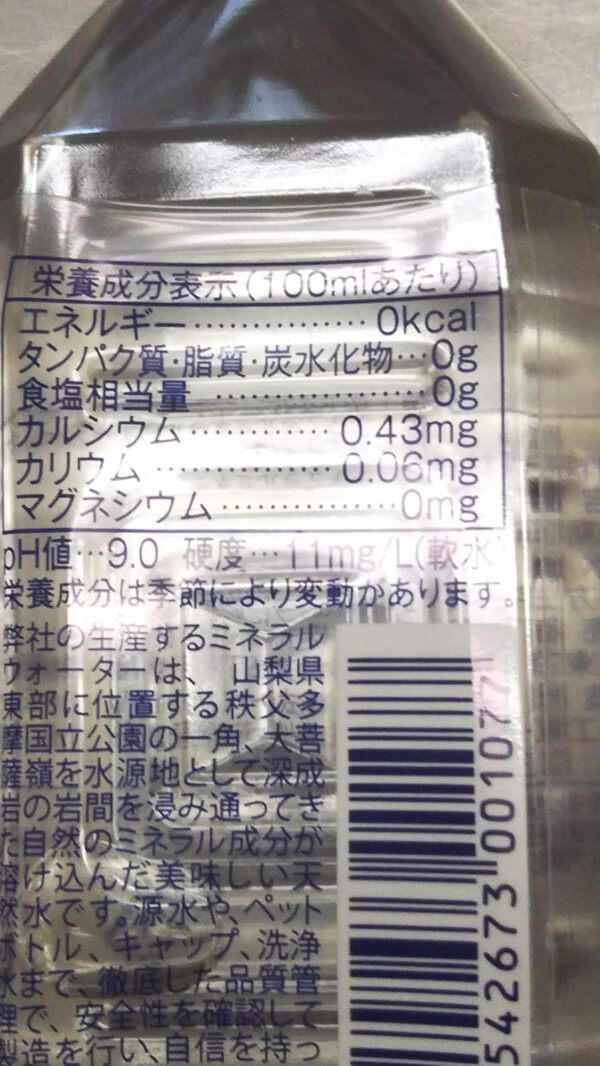 栄養成分表示(100mlあたり)
エネルギー……………0kcal
タンパク質・脂質・炭水化物…0g
食塩相当量 ………………0g
カルシウム…………0.43mg
カリウム……………0.06mg
マグネシウム……………0mg
pH値…9.0 硬度…11mg/L(軟水)
栄養成分は季節により変動があります。
弊社の生産するミネラル
ウォーターは、山梨県
東部に位置する秩父多
摩国立公園の一角、大菩
薩嶺を水源地として深成
岩の岩間を浸み通ってき
た自然のミネラル成分が
溶け込んだ美味しい天
然水です。源水や、ペット
ボトル、キャップ、洗浄
水まで、徹底した品質管
理で、安全性を確認して
製造を行い、自信を持っ
542673 001077